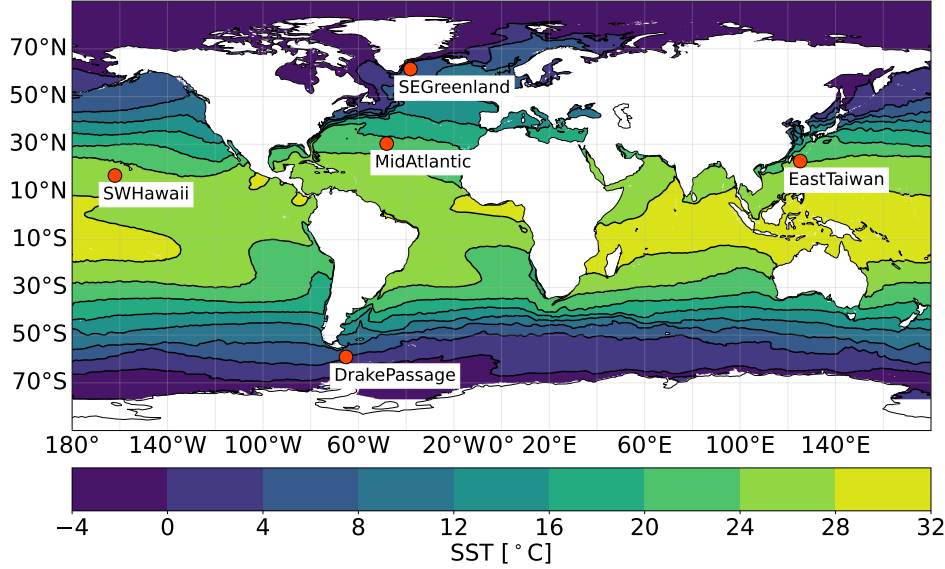 70°N
50°N
30°N
10°N
10°S
30°S
50°S
70°S
SEGreenland
MidAtlantic
SWHawaii
EastTaiwan
DrakePassage
180° 140°W 100°W 60°W 20°W 0° 20°E 60°E 100°E 140°E
−4 0 4 8 12 16 20 24 28 32
SST [°C]